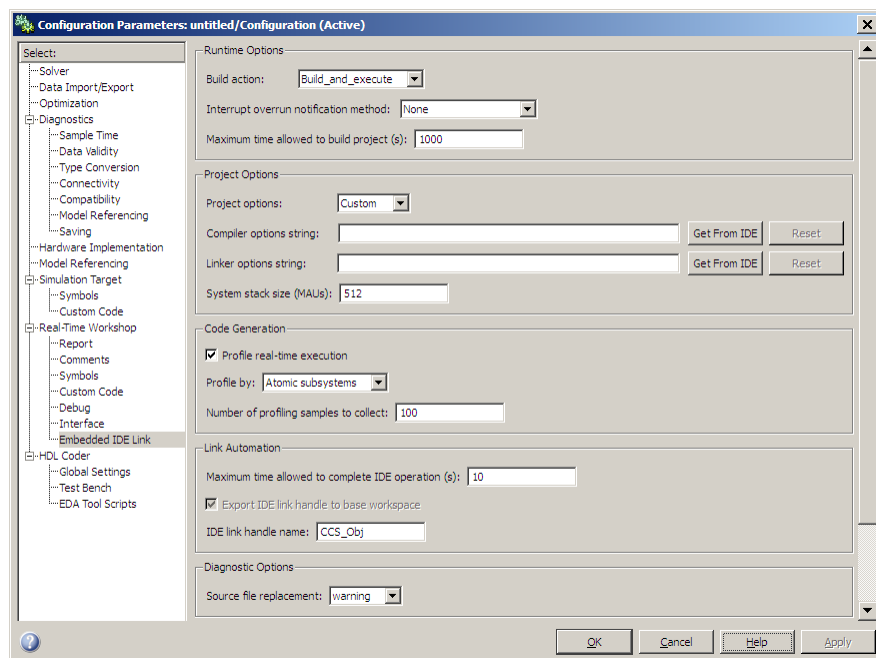 Configuration Parameters: untitled/Configuration (Active)
Select:
Solver
Data Import/Export
Optimization
Diagnostics
Sample Time
Data Validity
Type Conversion
Connectivity
Compatibility
Model Referencing
Saving
Hardware Implementation
Model Referencing
Simulation Target
Symbols
Custom Code
Real-Time Workshop
Report
Comments
Symbols
Custom Code
Debug
Interface
Embedded IDE Link
HDL Coder
Global Settings
Test Bench
EDA Tool Scripts
Runtime Options
Build action: Build_and_execute
Interrupt overrun notification method: None
Maximum time allowed to build project (s): 1000
Project Options
Project options: Custom
Compiler options string: Get From IDE Reset
Linker options string: Get From IDE Reset
System stack size (MAUs): 512
Code Generation
Profile real-time execution
Profile by: Atomic subsystems
Number of profiling samples to collect: 100
Link Automation
Maximum time allowed to complete IDE operation (s): 10
Export IDE link handle to base workspace
IDE link handle name: CCS_Obj
Diagnostic Options
Source file replacement: warning
OK Cancel Help Apply